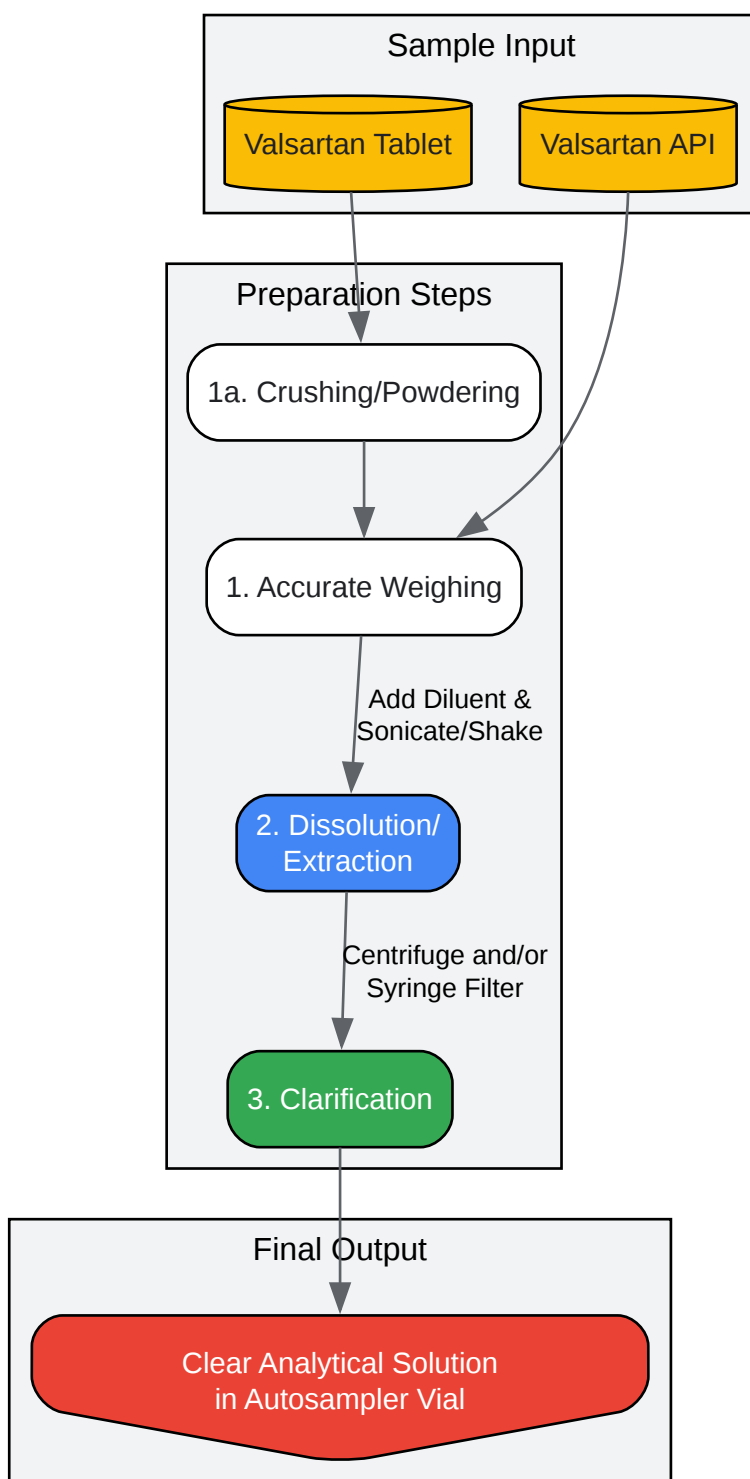 Sample Input
Valsartan Tablet
Valsartan API
Preparation Steps
1a. Crushing/Powdering
1. Accurate Weighing
Add Diluent &
Sonicate/Shake
2. Dissolution/
Extraction
Centrifuge and/or
Syringe Filter
3. Clarification
Final Output
Clear Analytical Solution
in Autosampler Vial